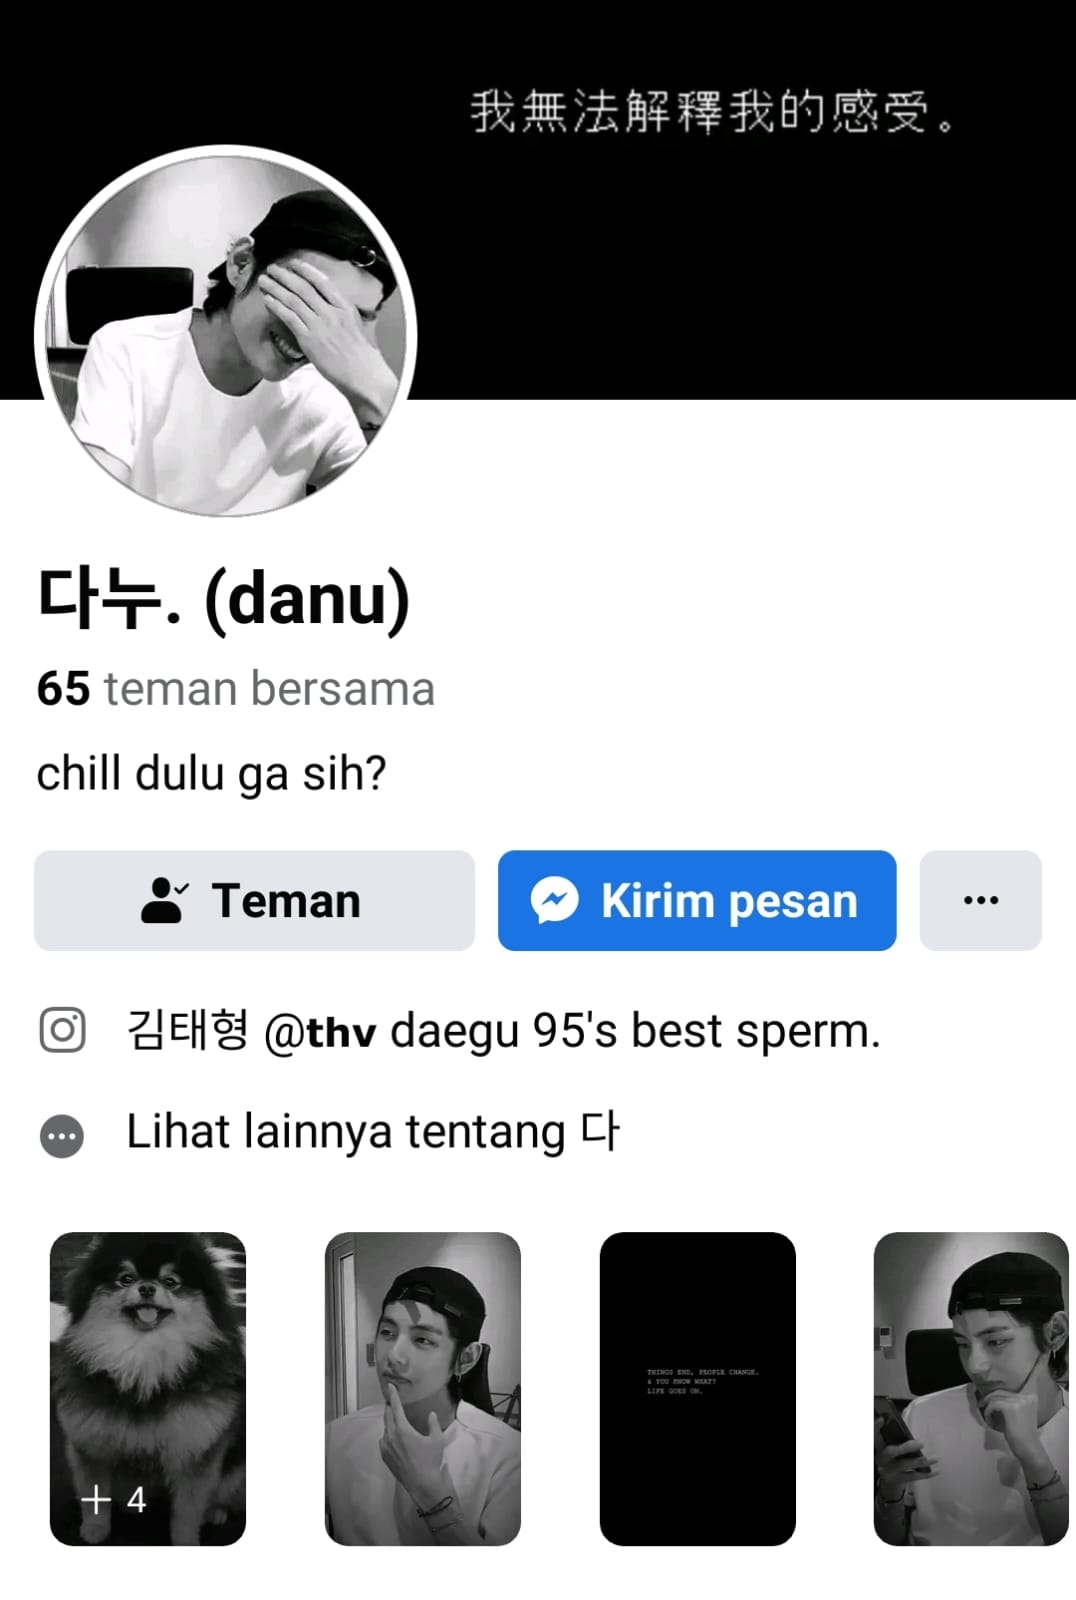 我無法解釋我的感受。
다누. (danu)
65 teman bersama
chill dulu ga sih?
Teman
Kirim pesan
김태형 @thv daegu 95's best sperm.
Lihat lainnya tentang 다
+ 4
THINGS END, PEOPLE CHANGE.
& YOU KNOW WHAT?
LIFE GOES ON.